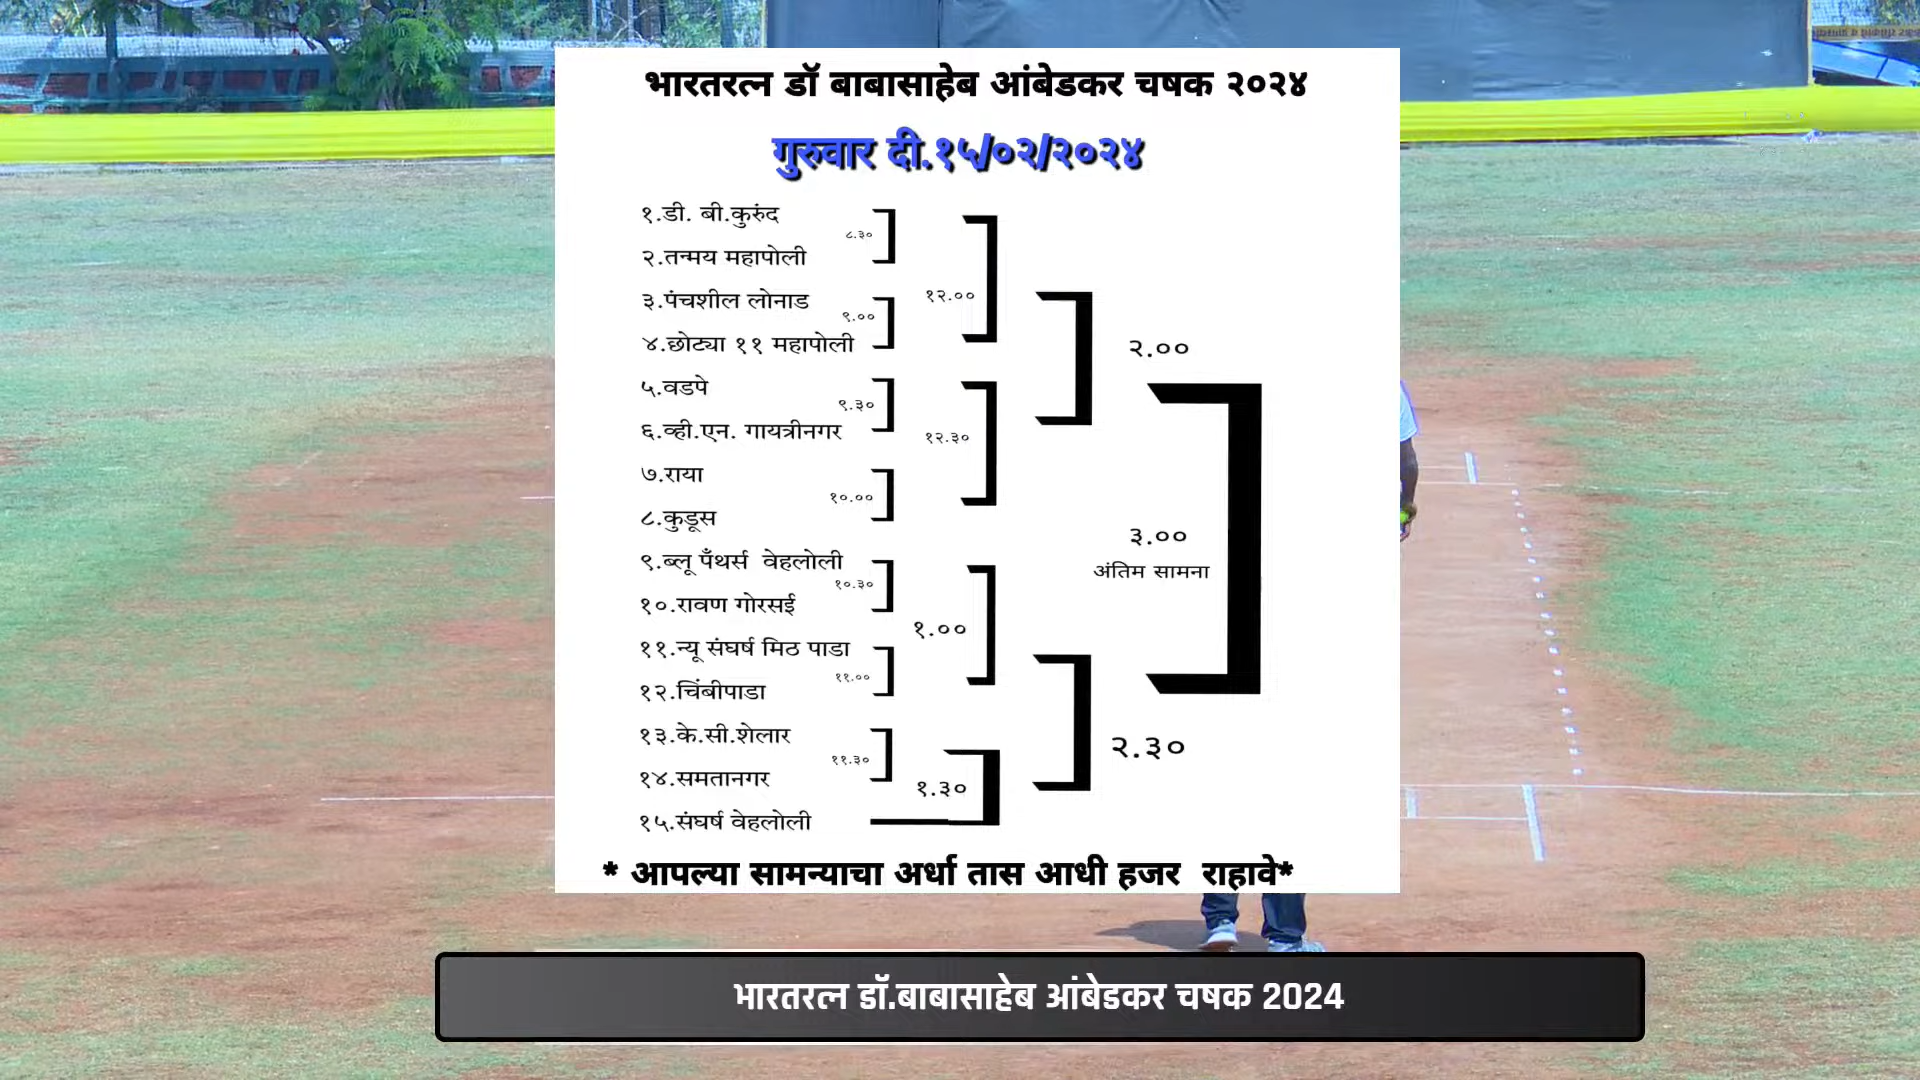 भारतरत्न डॉ बाबासाहेब आंबेडकर चषक २०२४
गुरुवार दी.१५/०२/२०२४
१.डी. बी.कुरुंद
८.३०
२.तन्मय महापोली
१२.००
३.पंचशील लोनाड
९.००
४.छोट्या ११ महापोली
२.००
५.वडपे
९.३०
६.व्ही.एन. गायत्रीनगर
१२.३०
७.राया
१०.००
८.कुडूस
३.००
अंतिम सामना
९.ब्लू पँथर्स वेहलोली
१०.३०
१०.रावण गोरसई
१.००
११.न्यू संघर्ष मिठ पाडा
११.००
१२.चिंबीपाडा
१३.के.सी.शेलार
२.३०
११.३०
१४.समतानगर
१.३०
१५.संघर्ष वेहलोली
* आपल्या सामन्याचा अर्धा तास आधी हजर राहावे*
भारतरत्न डॉ.बाबासाहेब आंबेडकर चषक 2024